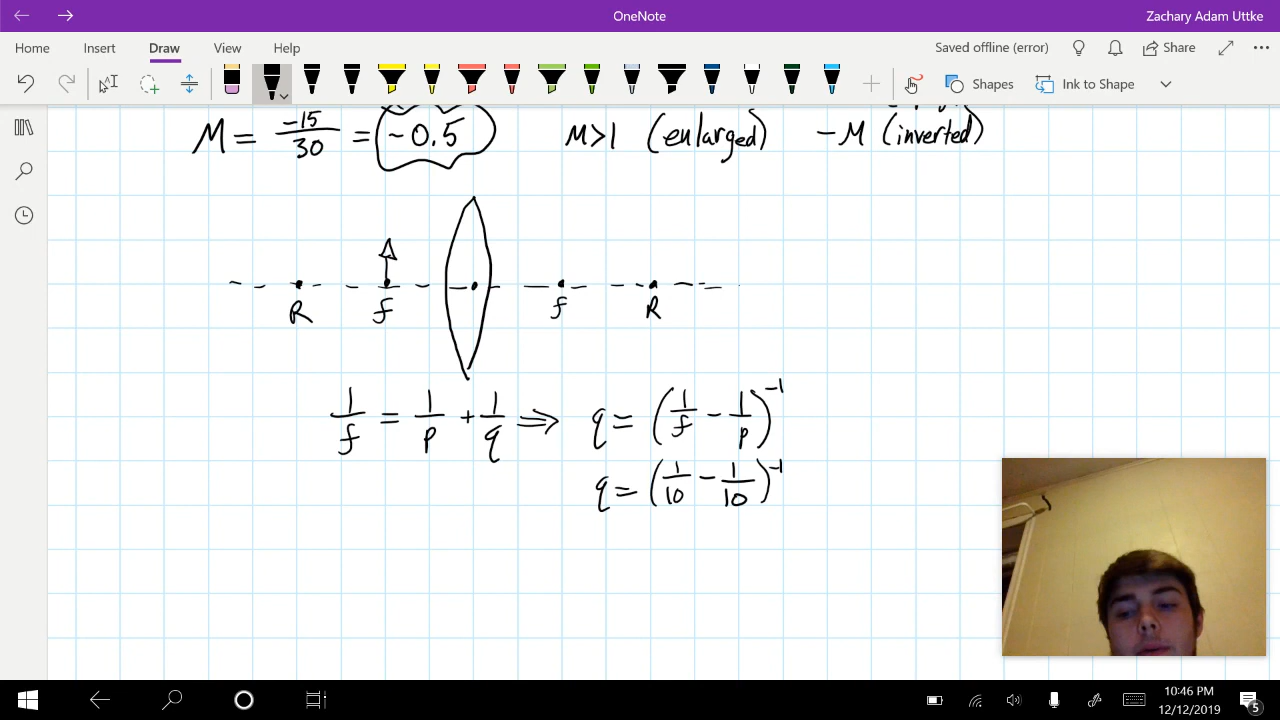 OneNote
Zachary Adam Uttke
Home Insert Draw View Help
Saved offline (error) Share
Shapes Ink to Shape
M = -15/30 = -0.5 M>1 (enlarged) -M (inverted)
R f f R
1/f = 1/p + 1/q ⇒ q = (1/f - 1/p)^-1
q = (1/10 - 1/10)^-1
10:46 PM
12/12/2019
5